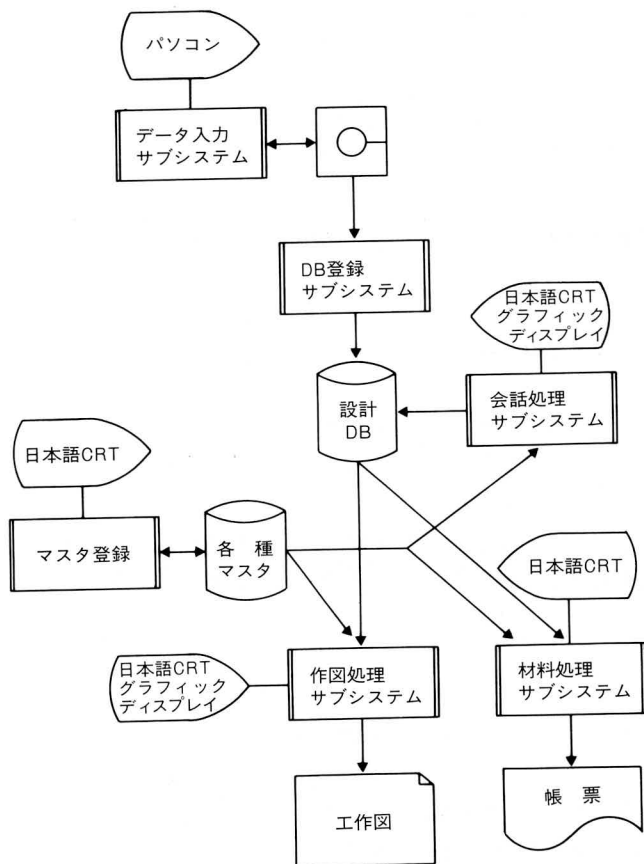 パソコン
データ入力
サブシステム
DB登録
サブシステム
日本語CRT
グラフィック
ディスプレイ
会話処理
サブシステム
設計
DB
日本語CRT
マスタ登録
各 種
マスタ
日本語CRT
日本語CRT
グラフィック
ディスプレイ
作図処理
サブシステム
材料処理
サブシステム
工作図
帳 票